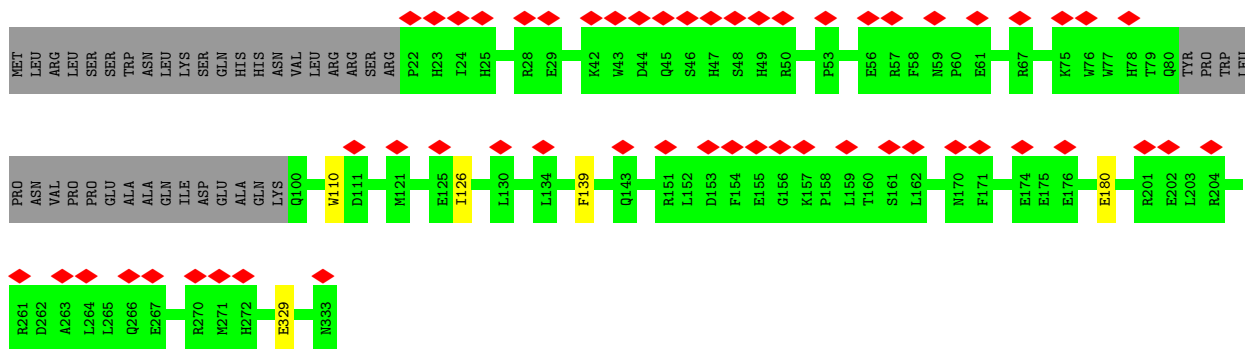 MET LEU ARG LEU SER SER TRP ASN LEU LYS SER GLN HIS HIS ASN VAL LEU ARG ARG SER ARG P22 H23 I24 H25 R28 E29 K42 W43 D44 Q45 S46 H47 S48 H49 R50 P53 E56 R57 F58 N59 P60 E61 R67 K75 W76 W77 H78 T79 Q80 TYR PRO TRP LEU
PRO ASN VAL PRO PRO GLU ALA ALA GLN ILE ASP GLU ALA GLN LYS Q100 W110 D111 M121 E125 I126 L130 L134 F139 Q143 R151 L152 D153 F154 E155 G156 K157 P158 L159 T160 S161 L162 N170 F171 E174 E175 E176 E180 R201 E202 L203 R204
R261 D262 A263 L264 L265 Q266 E267 R270 M271 H272 E329 N333